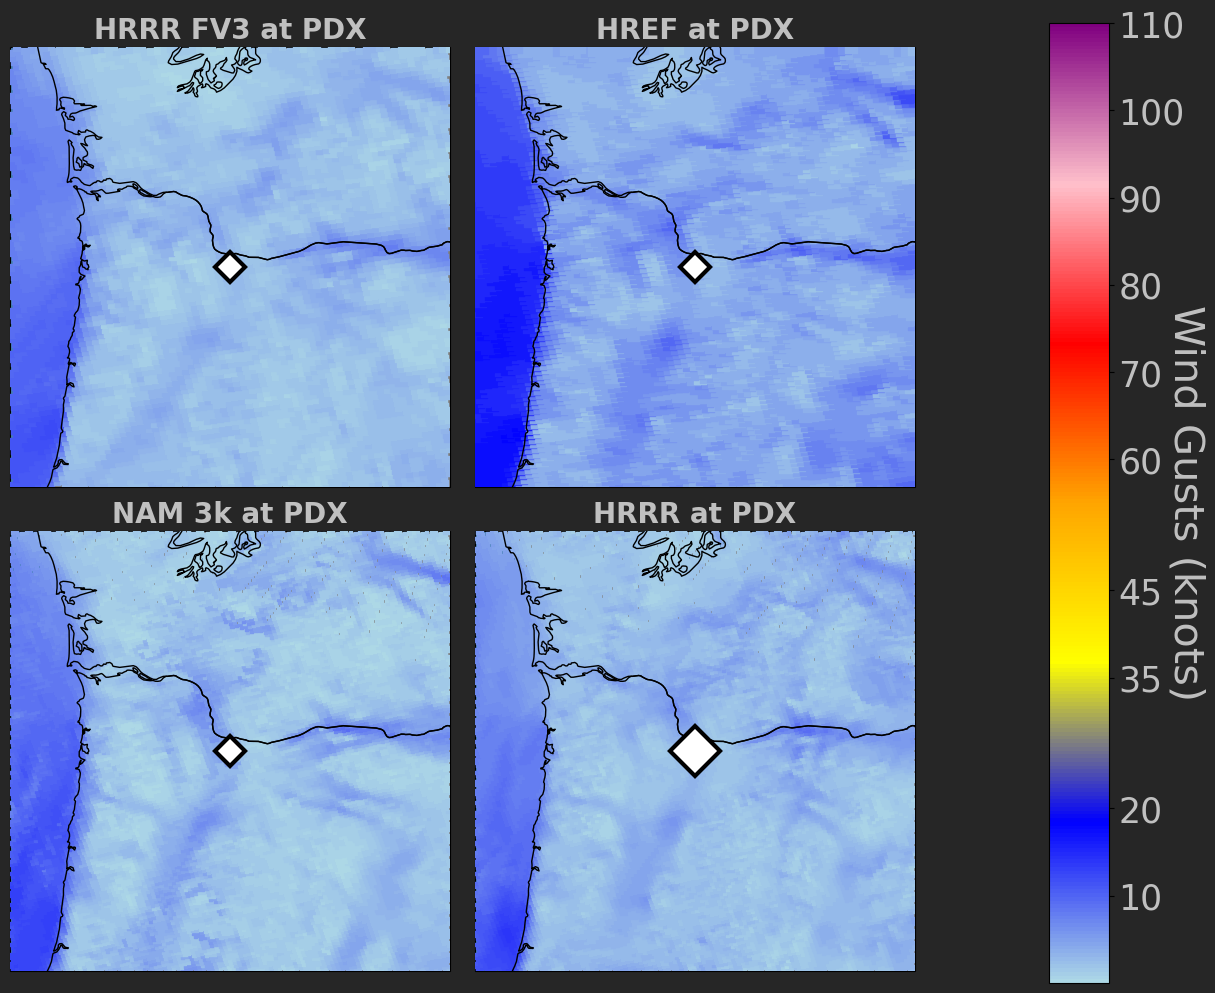 HRRR FV3 at PDX
HREF at PDX
NAM 3k at PDX
HRRR at PDX
110
100
90
80
70
60
45
35
20
10
Wind Gusts (knots)